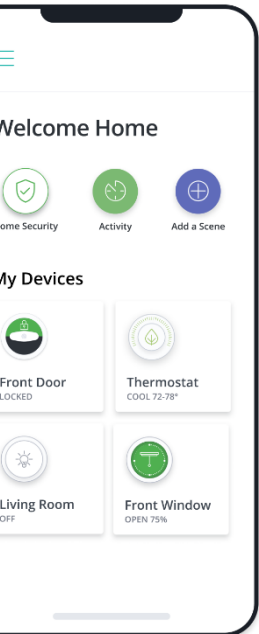 Welcome Home
ome Security
Activity
Add a Scene
My Devices
Front Door
LOCKED
Thermostat
COOL 72-78°
Living Room
OFF
Front Window
OPEN 75%